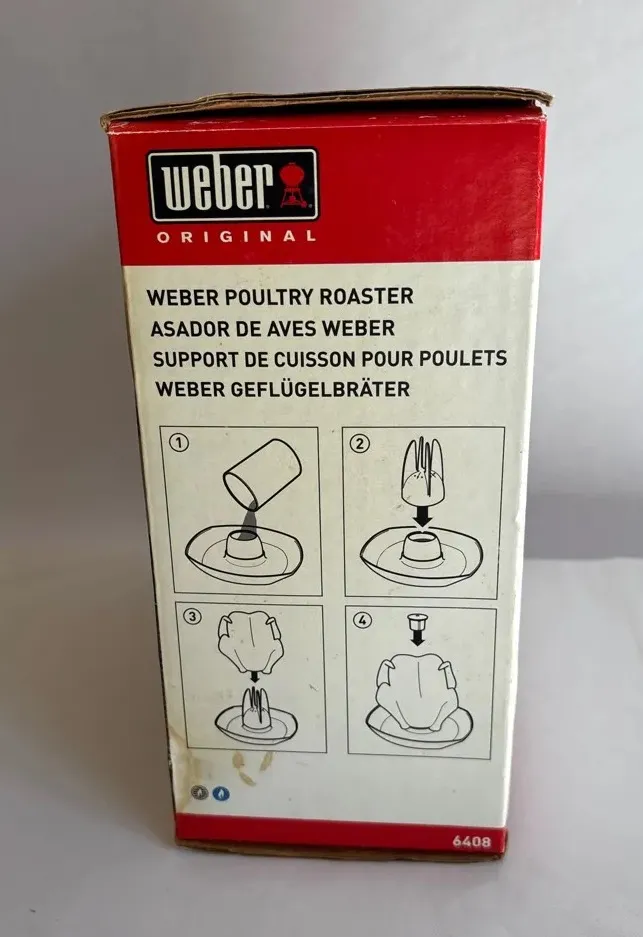 weber
ORIGINAL
WEBER POULTRY ROASTER
ASADOR DE AVES WEBER
SUPPORT DE CUISSON POUR POULETS
WEBER GEFLÜGELBRÄTER
1
2
3
4
6408